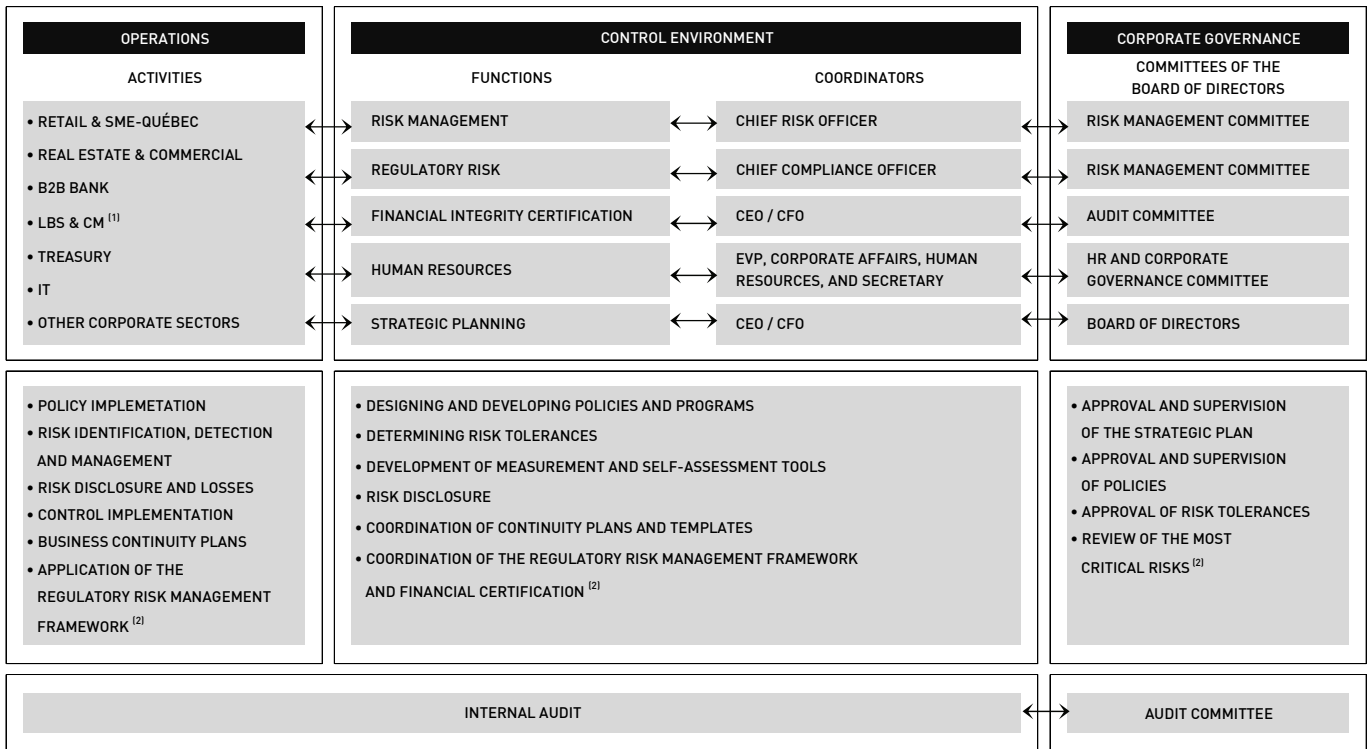 OPERATIONS
ACTIVITIES
• RETAIL & SME-QUÉBEC
• REAL ESTATE & COMMERCIAL
• B2B BANK
• LBS & CM (1)
• TREASURY
• IT
• OTHER CORPORATE SECTORS
CONTROL ENVIRONMENT
FUNCTIONS
COORDINATORS
RISK MANAGEMENT
CHIEF RISK OFFICER
REGULATORY RISK
CHIEF COMPLIANCE OFFICER
FINANCIAL INTEGRITY CERTIFICATION
CEO / CFO
HUMAN RESOURCES
EVP, CORPORATE AFFAIRS, HUMAN
RESOURCES, AND SECRETARY
STRATEGIC PLANNING
CEO / CFO
CORPORATE GOVERNANCE
COMMITTEES OF THE
BOARD OF DIRECTORS
RISK MANAGEMENT COMMITTEE
RISK MANAGEMENT COMMITTEE
AUDIT COMMITTEE
HR AND CORPORATE
GOVERNANCE COMMITTEE
BOARD OF DIRECTORS
• POLICY IMPLEMETATION
• RISK IDENTIFICATION, DETECTION
AND MANAGEMENT
• RISK DISCLOSURE AND LOSSES
• CONTROL IMPLEMENTATION
• BUSINESS CONTINUITY PLANS
• APPLICATION OF THE
REGULATORY RISK MANAGEMENT
FRAMEWORK (2)
• DESIGNING AND DEVELOPING POLICIES AND PROGRAMS
• DETERMINING RISK TOLERANCES
• DEVELOPMENT OF MEASUREMENT AND SELF-ASSESSMENT TOOLS
• RISK DISCLOSURE
• COORDINATION OF CONTINUITY PLANS AND TEMPLATES
• COORDINATION OF THE REGULATORY RISK MANAGEMENT FRAMEWORK
AND FINANCIAL CERTIFICATION (2)
• APPROVAL AND SUPERVISION
OF THE STRATEGIC PLAN
• APPROVAL AND SUPERVISION
OF POLICIES
• APPROVAL OF RISK TOLERANCES
• REVIEW OF THE MOST
CRITICAL RISKS (2)
INTERNAL AUDIT
AUDIT COMMITTEE